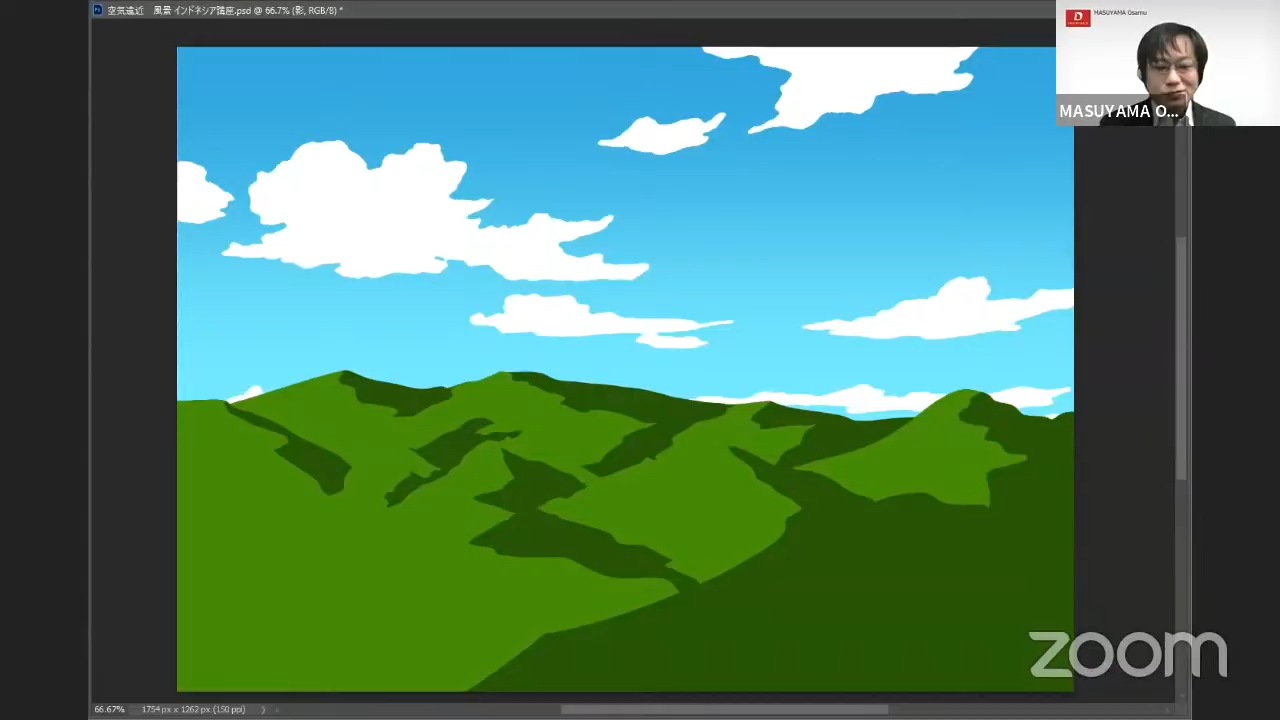 空気遠近 風景 インドネシア講座.psd @ 66.7% (影, RGB/8) *
MASUYAMA Osamu
D
MASUYAMA O...
zoom
66.67% 1754 px x 1262 px (150 ppi)